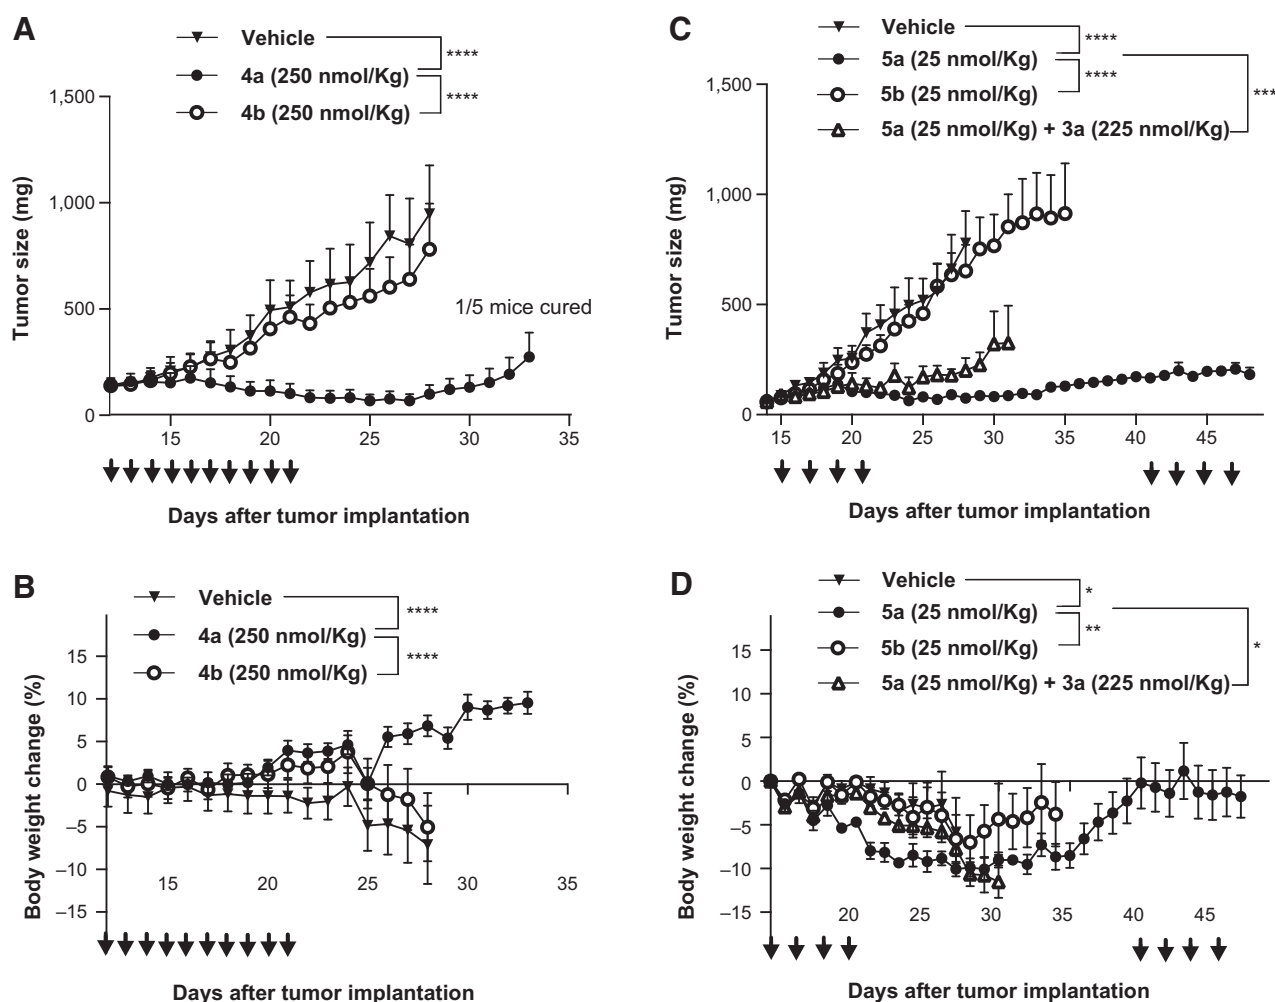 A
Vehicle
4a (250 nmol/Kg)
4b (250 nmol/Kg)
****
****
1,500
1,000
500
0
Tumor size (mg)
1/5 mice cured
15 20 25 30 35
Days after tumor implantation
C
Vehicle
5a (25 nmol/Kg)
5b (25 nmol/Kg)
5a (25 nmol/Kg) + 3a (225 nmol/Kg)
****
****
***
1,500
1,000
500
0
Tumor size (mg)
15 20 25 30 35 40 45
Days after tumor implantation
B
Vehicle
4a (250 nmol/Kg)
4b (250 nmol/Kg)
****
****
15
10
5
0
–5
–10
–15
Body weight change (%)
15 20 25 30 35
Days after tumor implantation
D
Vehicle
5a (25 nmol/Kg)
5b (25 nmol/Kg)
5a (25 nmol/Kg) + 3a (225 nmol/Kg)
*
**
*
15
10
5
0
–5
–10
–15
Body weight change (%)
20 25 30 35 40 45
Days after tumor implantation